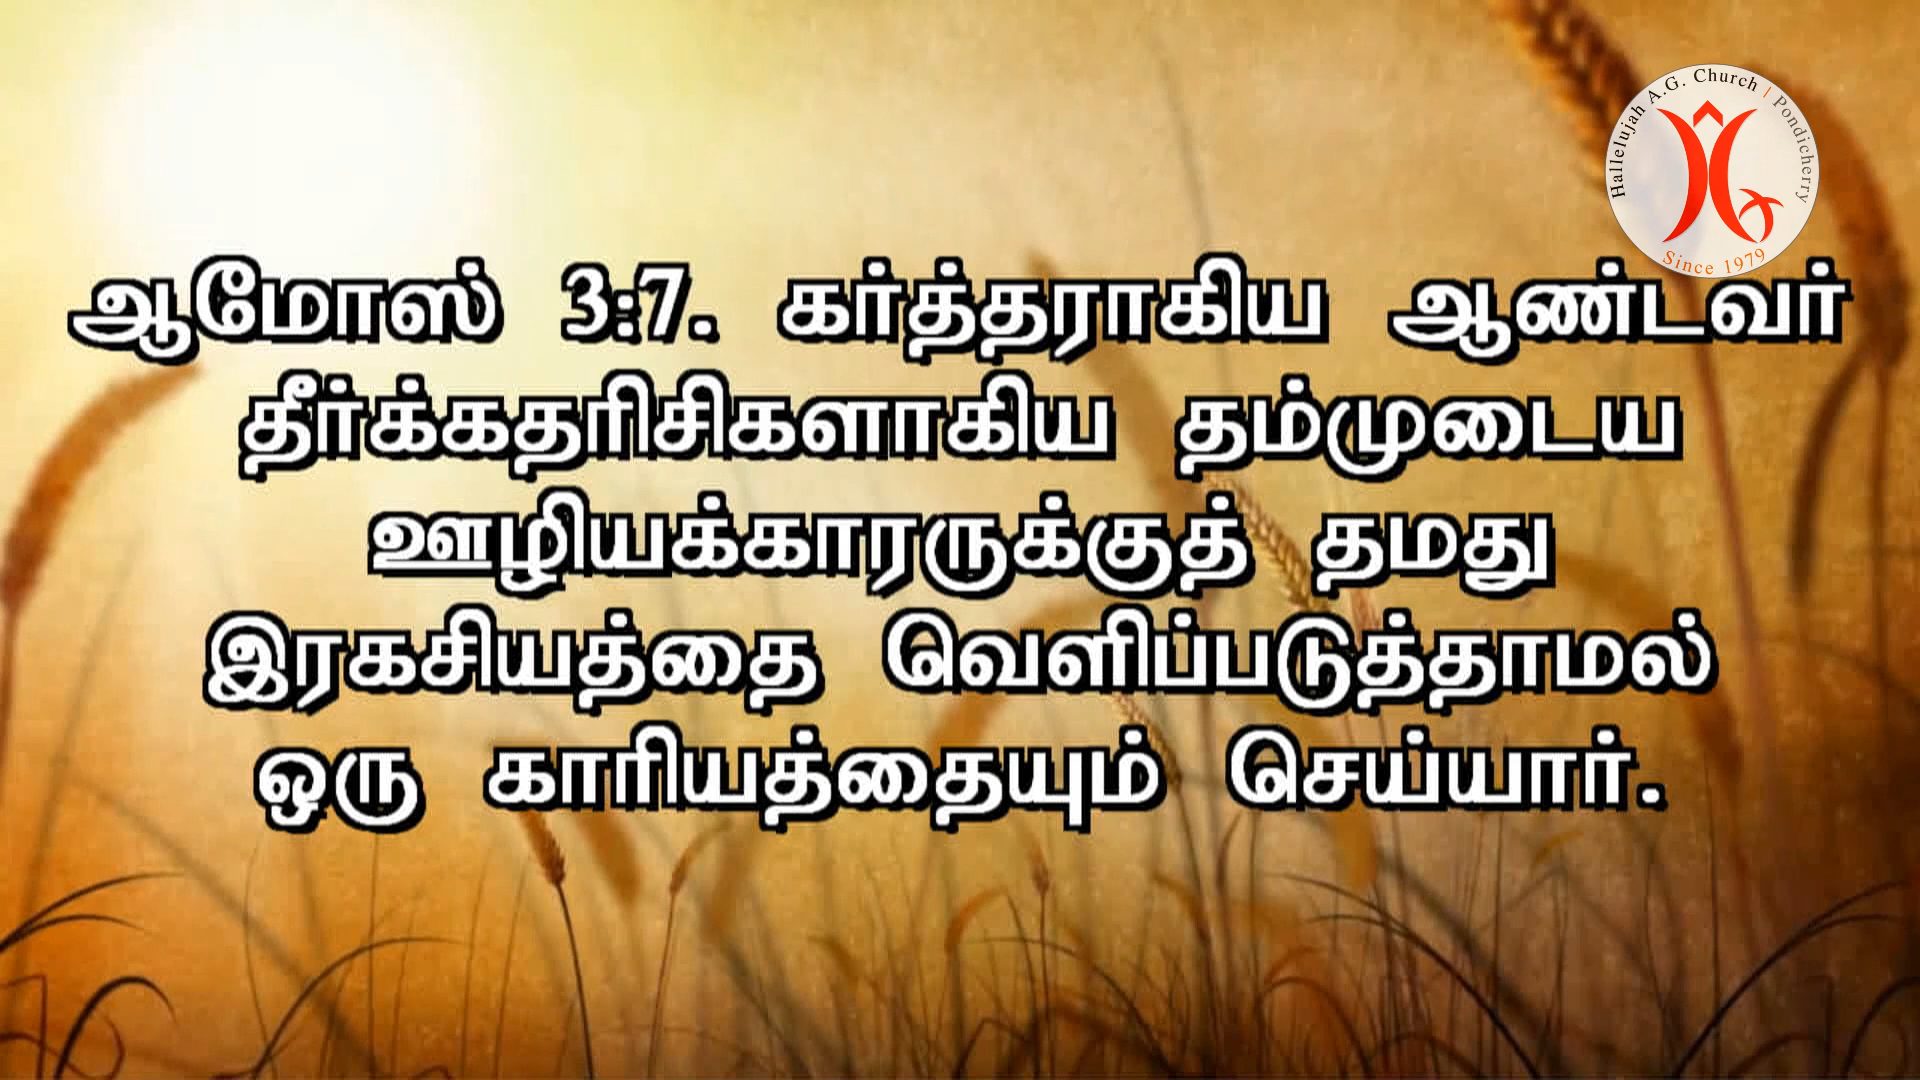 Hallelujah A.G. Church | Pondicherry
Since 1979
ஆமோஸ் 3:7. கர்த்தராகிய ஆண்டவர்
தீர்க்கதரிசிகளாகிய தம்முடைய
ஊழியக்காரருக்குத் தமது
இரகசியத்தை வெளிப்படுத்தாமல்
ஒரு காரியத்தையும் செய்யார்.